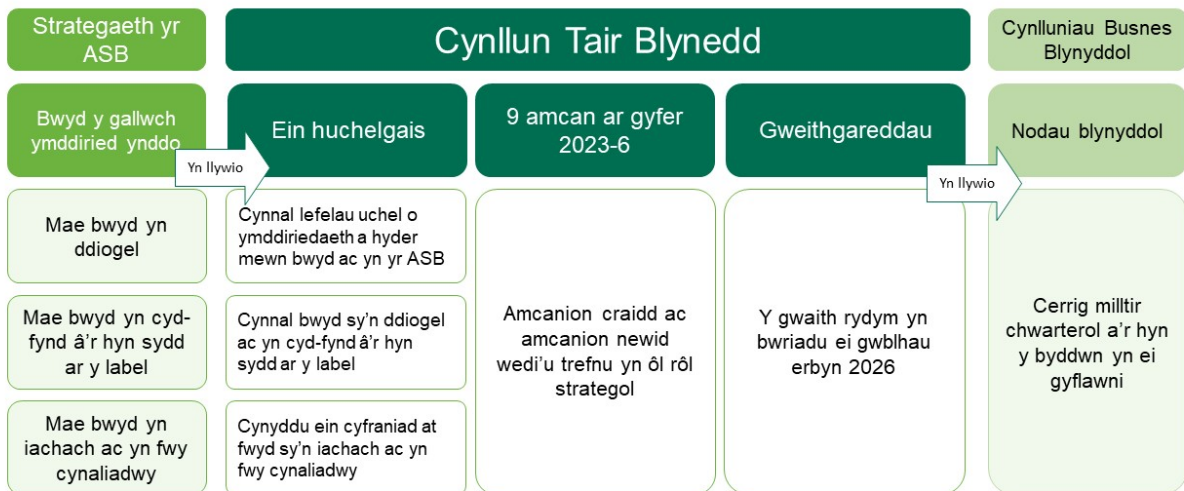 Strategaeth yr
ASB
Cynllun Tair Blynedd
Cynlluniau Busnes
Blynyddol
Bwyd y gallwch
ymddiried ynddo
Yn llywio
Ein huchelgais
9 amcan ar gyfer
2023-6
Gweithgareddau
Yn llywio
Nodau blynyddol
Mae bwyd yn
ddiogel
Mae bwyd yn cyd-
fynd â'r hyn sydd
ar y label
Mae bwyd yn
iachach ac yn fwy
cynaliadwy
Cynnal lefelau uchel o
ymddiriedaeth a hyder
mewn bwyd ac yn yr ASB
Cynnal bwyd sy'n ddiogel
ac yn cyd-fynd â'r hyn
sydd ar y label
Cynyddu ein cyfraniad at
fwyd sy'n iachach ac yn
fwy cynaliadwy
Amcanion craidd ac
amcanion newid
wedi'u trefnu yn ôl rôl
strategol
Y gwaith rydym yn
bwriadu ei gwblhau
erbyn 2026
Cerrig milltir
chwarterol a'r hyn
y byddwn yn ei
gyflawni